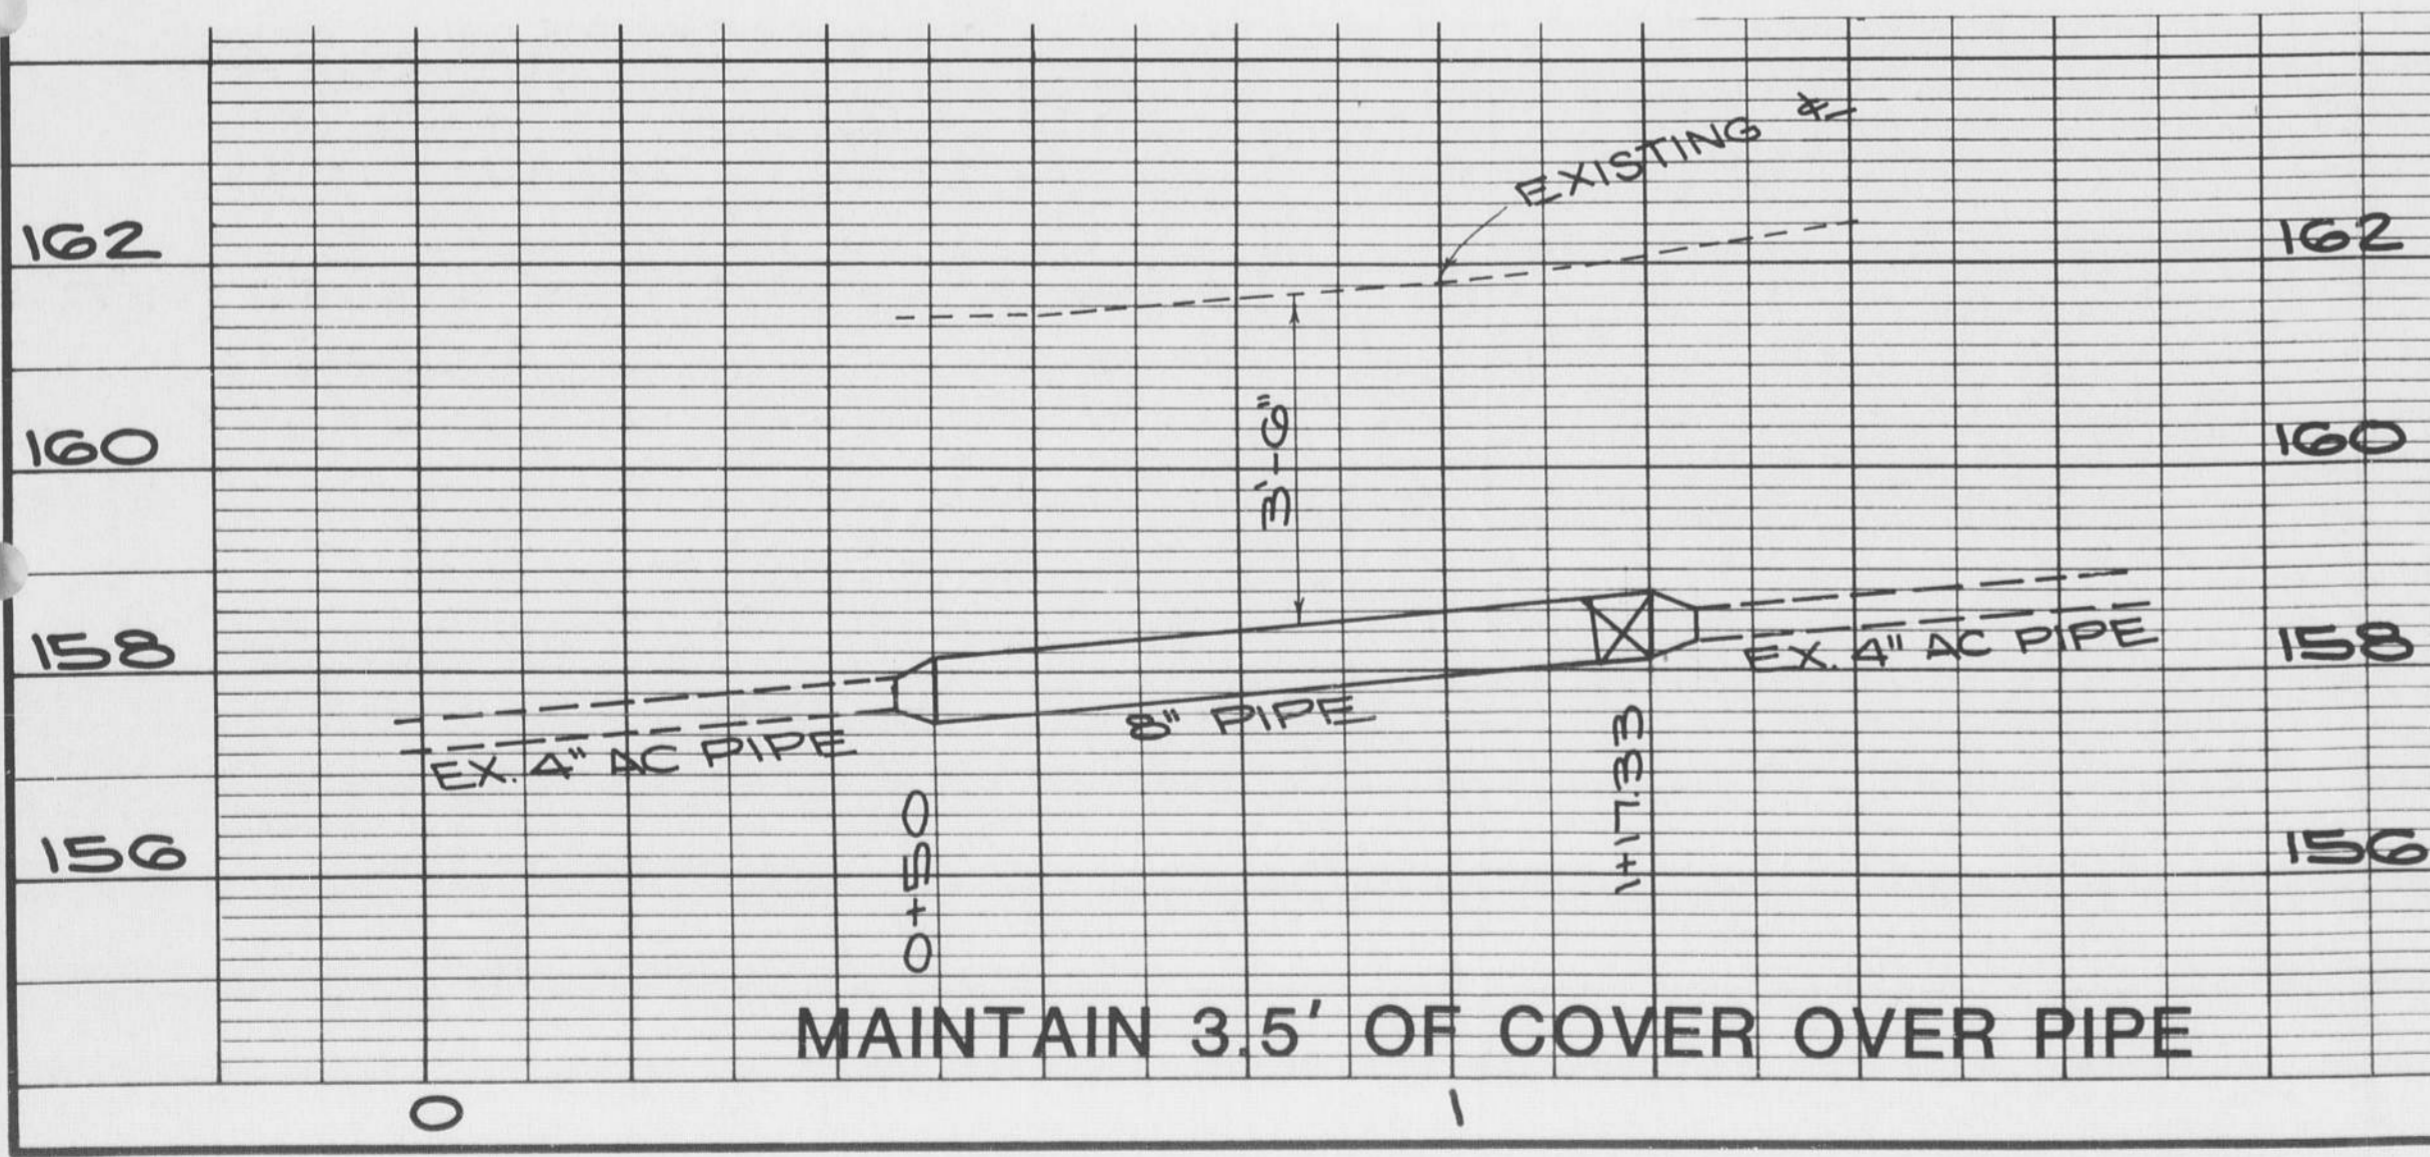 EXISTING ℄
162
162
160
160
3'-0"
158
158
EX. 4" AC PIPE
8" PIPE
EX. 4" AC PIPE
0+50
1+17.33
156
156
MAINTAIN 3.5' OF COVER OVER PIPE
0
1